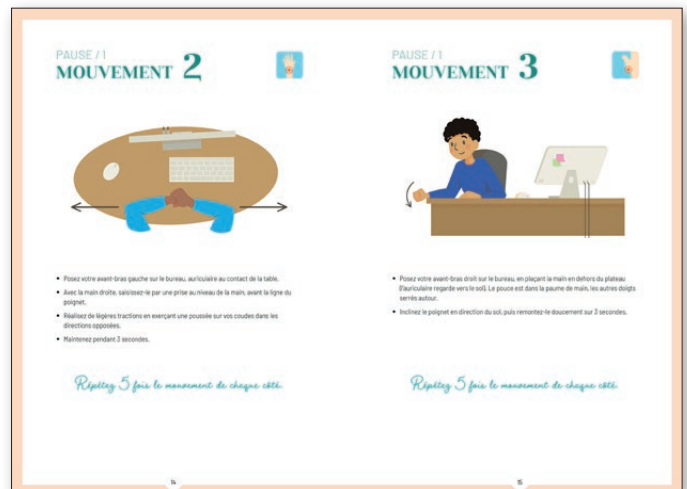 PAUSE / 1
MOUVEMENT 2
• Posez votre avant-bras gauche sur le bureau, auriculaire au contact de la table.
• Avec la main droite, saisissez-le par une prise au niveau de la main, avant la ligne du
poignet.
• Réalisez de légères tractions en exerçant une poussée sur vos coudes dans les
directions opposées.
• Maintenez pendant 3 secondes.
Répétez 5 fois le mouvement de chaque côté.
14
PAUSE / 1
MOUVEMENT 3
• Posez votre avant-bras droit sur le bureau, en plaçant la main en dehors du plateau
(l'auriculaire regarde vers le sol). Le pouce est dans la paume de main, les autres doigts
serrés autour.
• Inclinez le poignet en direction du sol, puis remontez-le doucement sur 3 secondes.
Répétez 5 fois le mouvement de chaque côté.
15